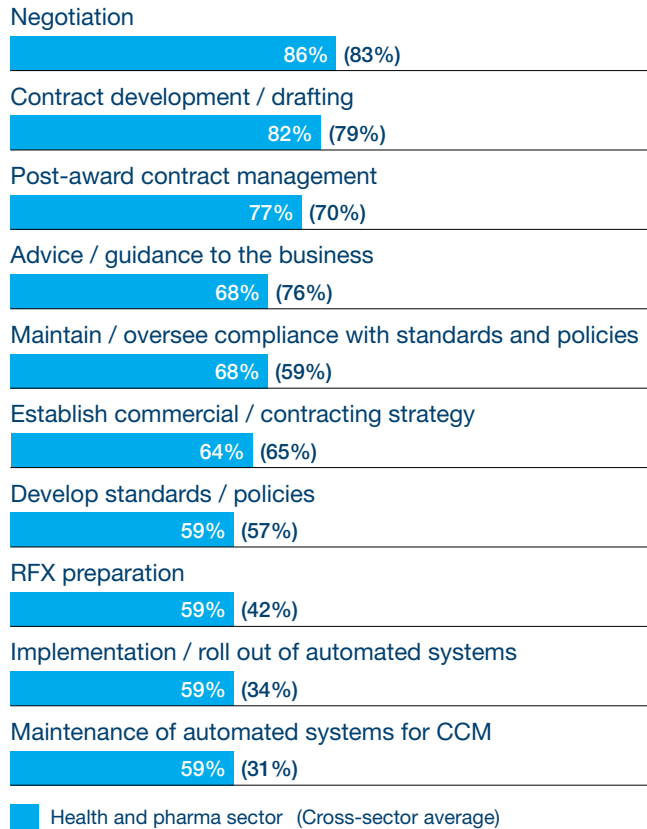 Negotiation
86% (83%)
Contract development / drafting
82% (79%)
Post-award contract management
77% (70%)
Advice / guidance to the business
68% (76%)
Maintain / oversee compliance with standards and policies
68% (59%)
Establish commercial / contracting strategy
64% (65%)
Develop standards / policies
59% (57%)
RFX preparation
59% (42%)
Implementation / roll out of automated systems
59% (34%)
Maintenance of automated systems for CCM
59% (31%)
Health and pharma sector (Cross-sector average)